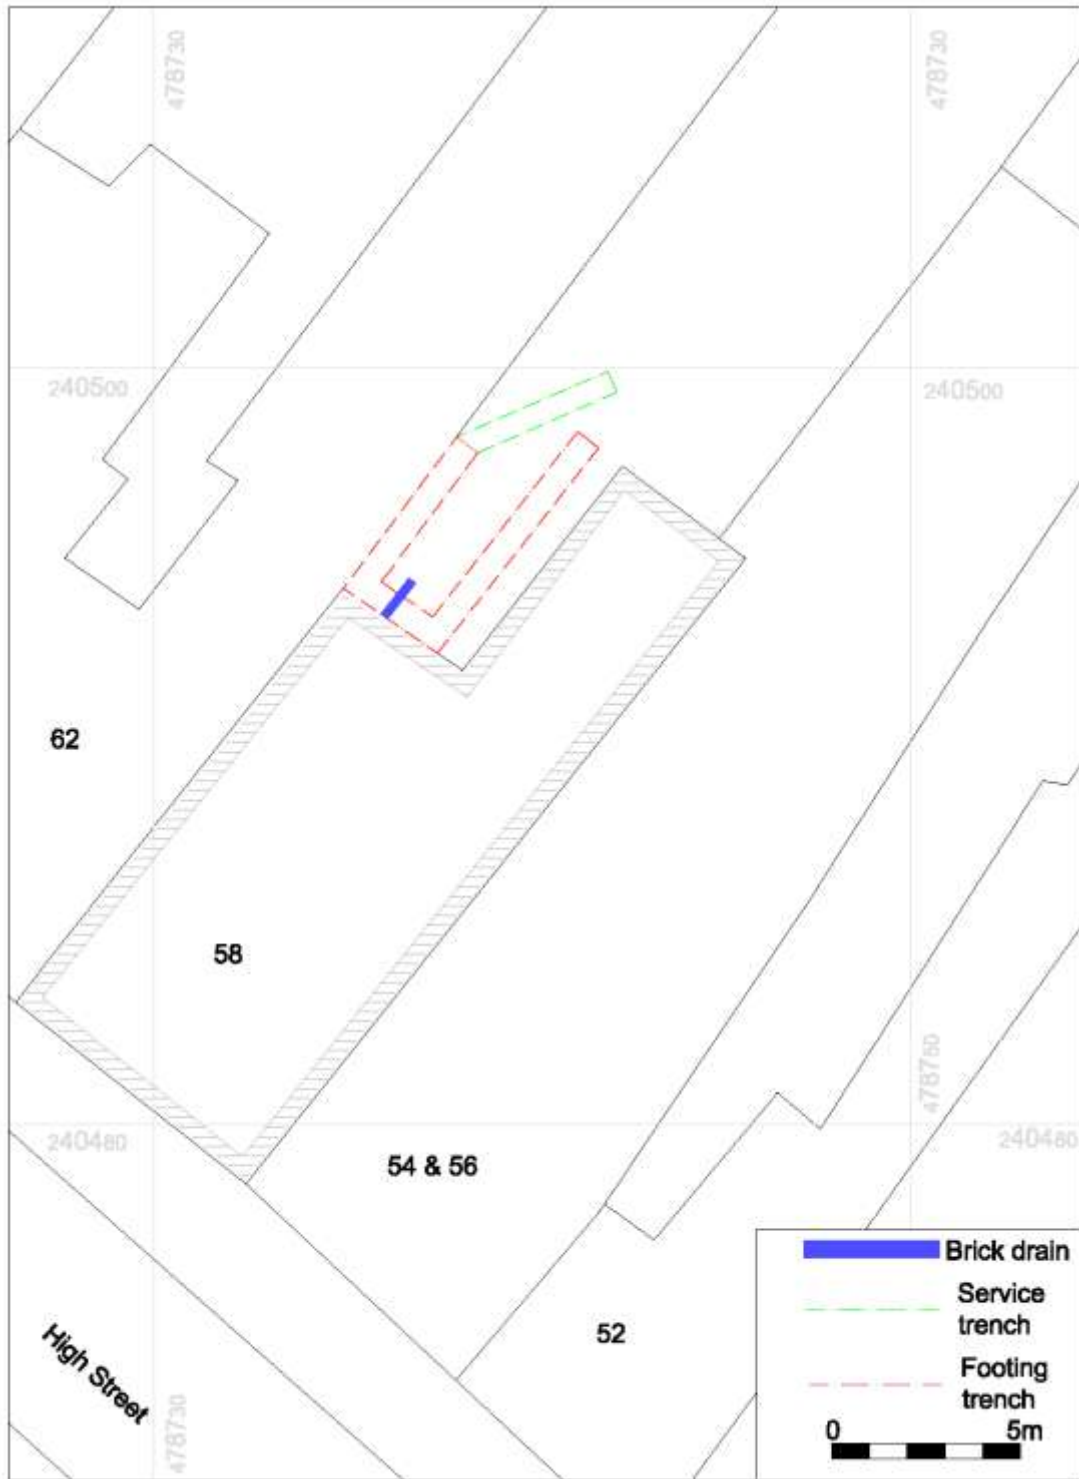 478730
478730
240500
240500
62
58
478750
240480
240480
54 & 56
Brick drain
Service
trench
52
Footing
trench
High Street
0 5m
478730